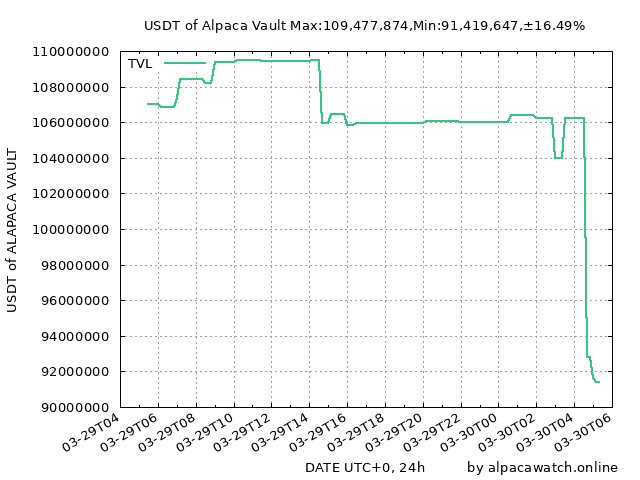 USDT of Alpaca Vault Max:109,477,874,Min:91,419,647,±16.49%
TVL
110000000
108000000
106000000
104000000
102000000
100000000
98000000
96000000
94000000
92000000
90000000
USDT of ALAPACA VAULT
03-29T04
03-29T06
03-29T08
03-29T10
03-29T12
03-29T14
03-29T16
03-29T18
03-29T20
03-29T22
03-30T00
03-30T02
03-30T04
03-30T06
DATE UTC+0, 24h
by alpacawatch.online